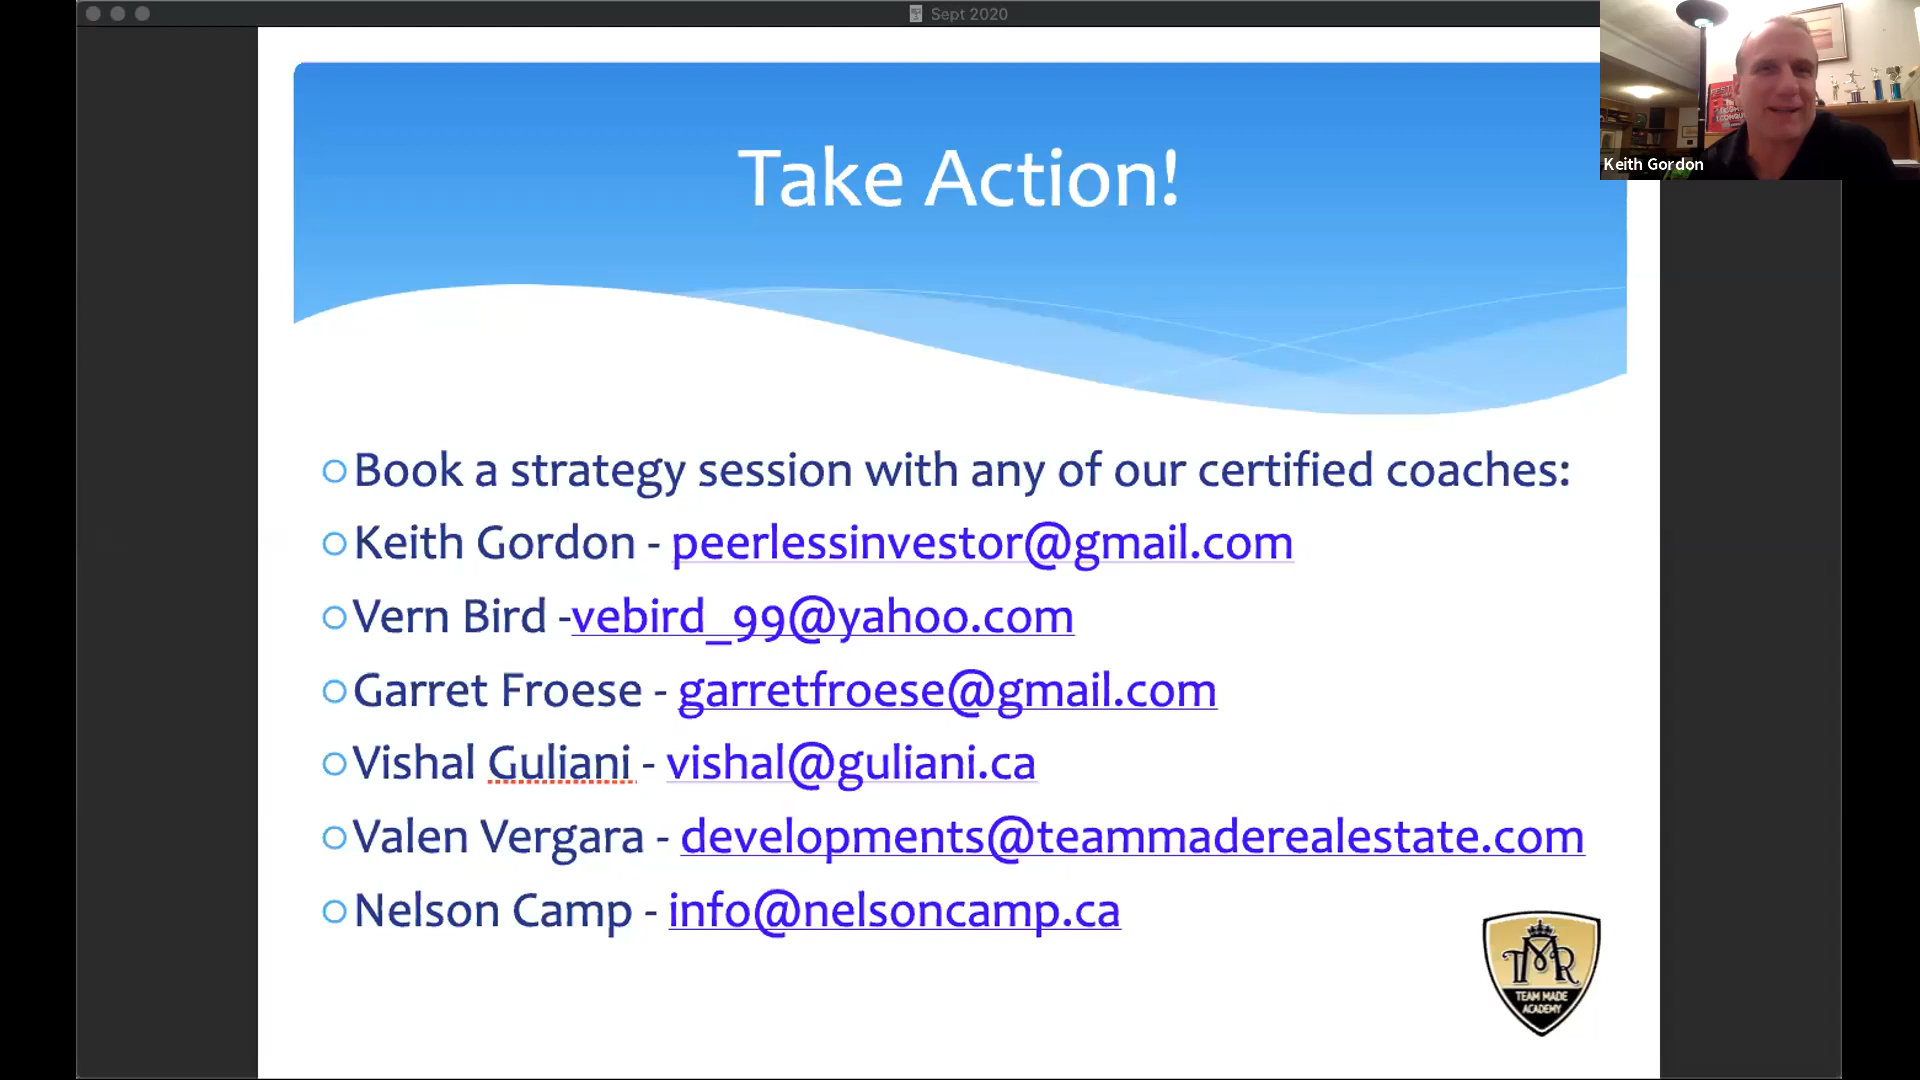 Sept 2020
Keith Gordon
Take Action!
Book a strategy session with any of our certified coaches:
Keith Gordon - peerlessinvestor@gmail.com
Vern Bird -vebird_99@yahoo.com
Garret Froese - garretfroese@gmail.com
Vishal Guliani - vishal@guliani.ca
Valen Vergara - developments@teammaderealestate.com
Nelson Camp - info@nelsoncamp.ca
TMR
TEAM MADE
ACADEMY